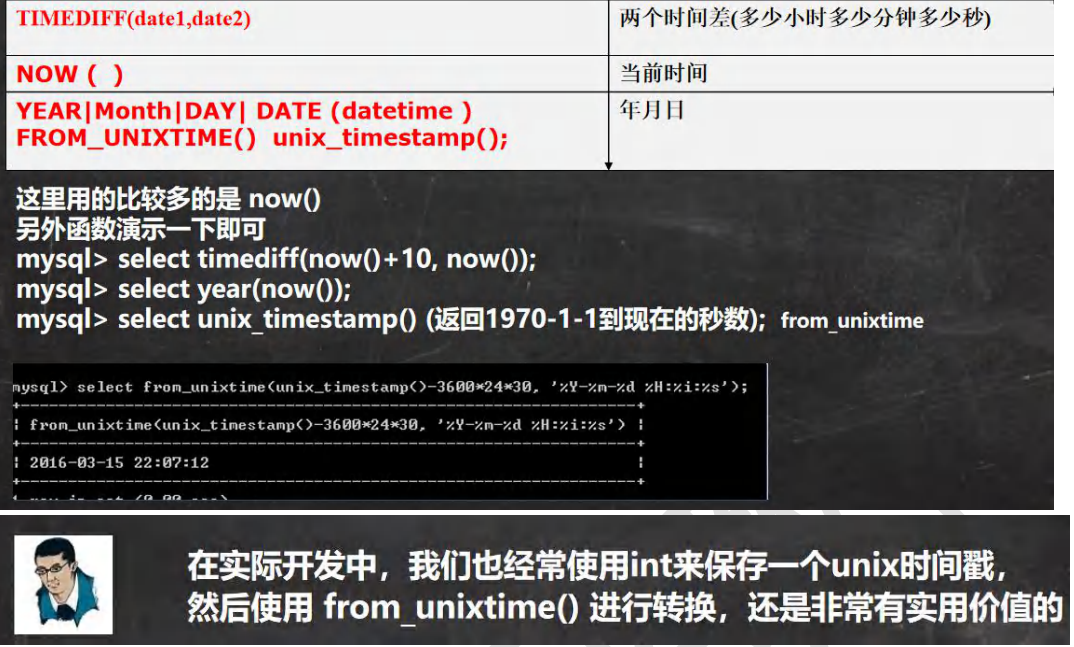 TIMEDIFF(date1,date2)
两个时间差(多少小时多少分钟多少秒)
NOW ( )
当前时间
YEAR|Month|DAY| DATE (datetime )
FROM_UNIXTIME() unix_timestamp();
年月日
这里用的比较多的是 now()
另外函数演示一下即可
mysql> select timediff(now()+10, now());
mysql> select year(now());
mysql> select unix_timestamp() (返回1970-1-1到现在的秒数); from_unixtime
mysql> select from_unixtime(unix_timestamp()-3600*24*30, '%Y-%m-%d %H:%i:%s');
| from_unixtime(unix_timestamp()-3600*24*30, '%Y-%m-%d %H:%i:%s') |
| 2016-03-15 22:07:12 |
在实际开发中，我们也经常使用int来保存一个unix时间戳，
然后使用 from_unixtime() 进行转换，还是非常有实用价值的